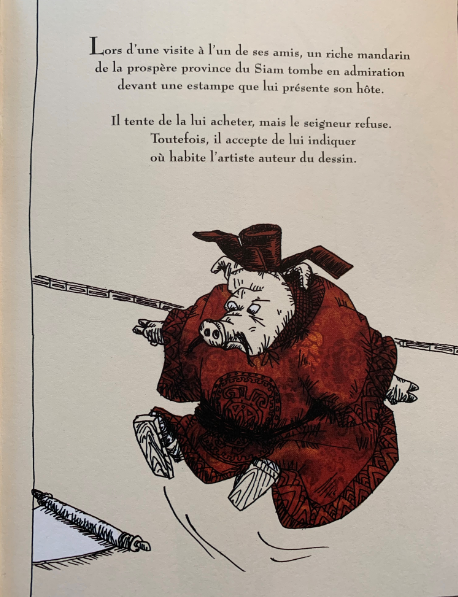 Lors d'une visite à l'un de ses amis, un riche mandarin
de la prospère province du Siam tombe en admiration
devant une estampe que lui présente son hôte.
Il tente de la lui acheter, mais le seigneur refuse.
Toutefois, il accepte de lui indiquer
où habite l'artiste auteur du dessin.